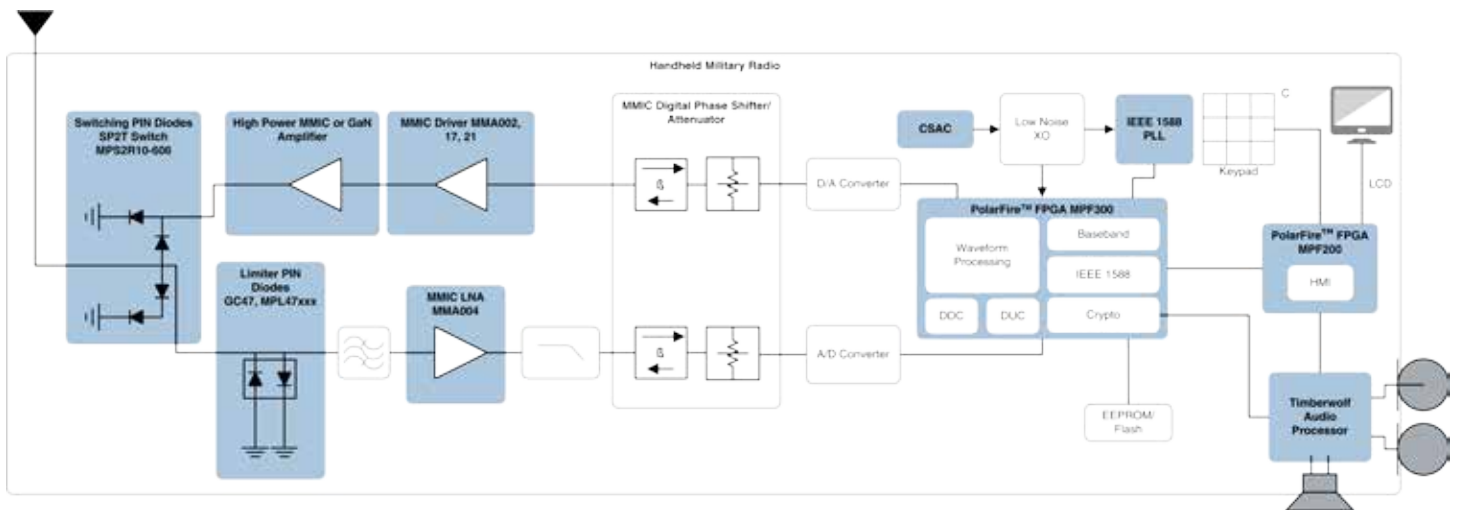 Handheld Military Radio
Switching PIN Diodes
SP2T Switch
MPS2R10-606
High Power MMIC or GaN
Amplifier
MMIC Driver MMA002,
17, 21
MMIC Digital Phase Shifter/
Attenuator
ß
D/A Converter
CSAC
Low Noise
XO
IEEE 1588
PLL
C
Keypad
LCD
PolarFire™ FPGA MPF300
Waveform
Processing
Baseband
IEEE 1588
DDC
DUC
Crypto
PolarFire™ FPGA
MPF200
HMI
Limiter PIN
Diodes
GC47, MPL47xxx
MMIC LNA
MMA004
ß
A/D Converter
EEPROM/
Flash
Timberwolf
Audio
Processor